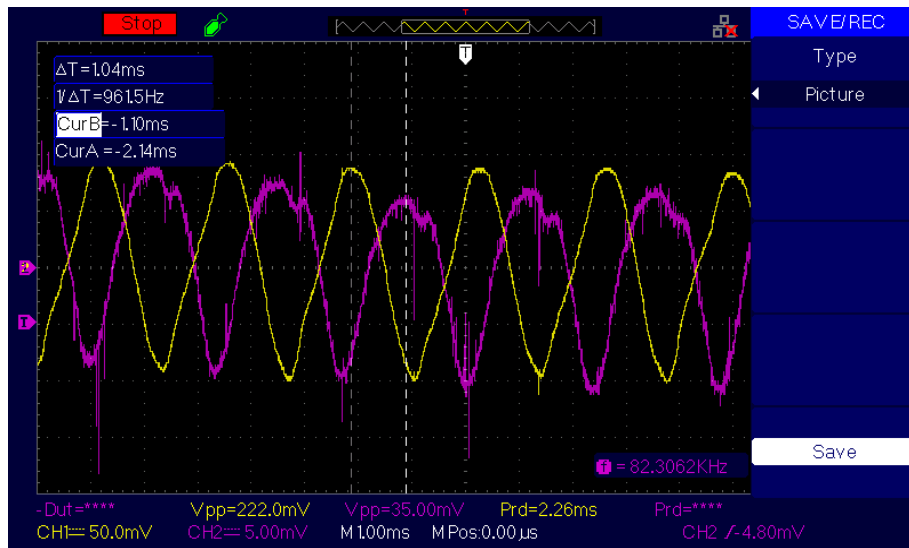 Stop
T
SAVE/REC
Type
Picture
T
ΔT=1.04ms
1/ΔT=961.5Hz
CurB=-1.10ms
CurA=-2.14ms
T
T = 82.3062KHz
Save
-Dut=**** Vpp=222.0mV Vpp=35.00mV Prd=2.26ms Prd=****
CH1 50.0mV CH2 5.00mV M 1.00ms M Pos:0.00μs CH2 /-4.80mV